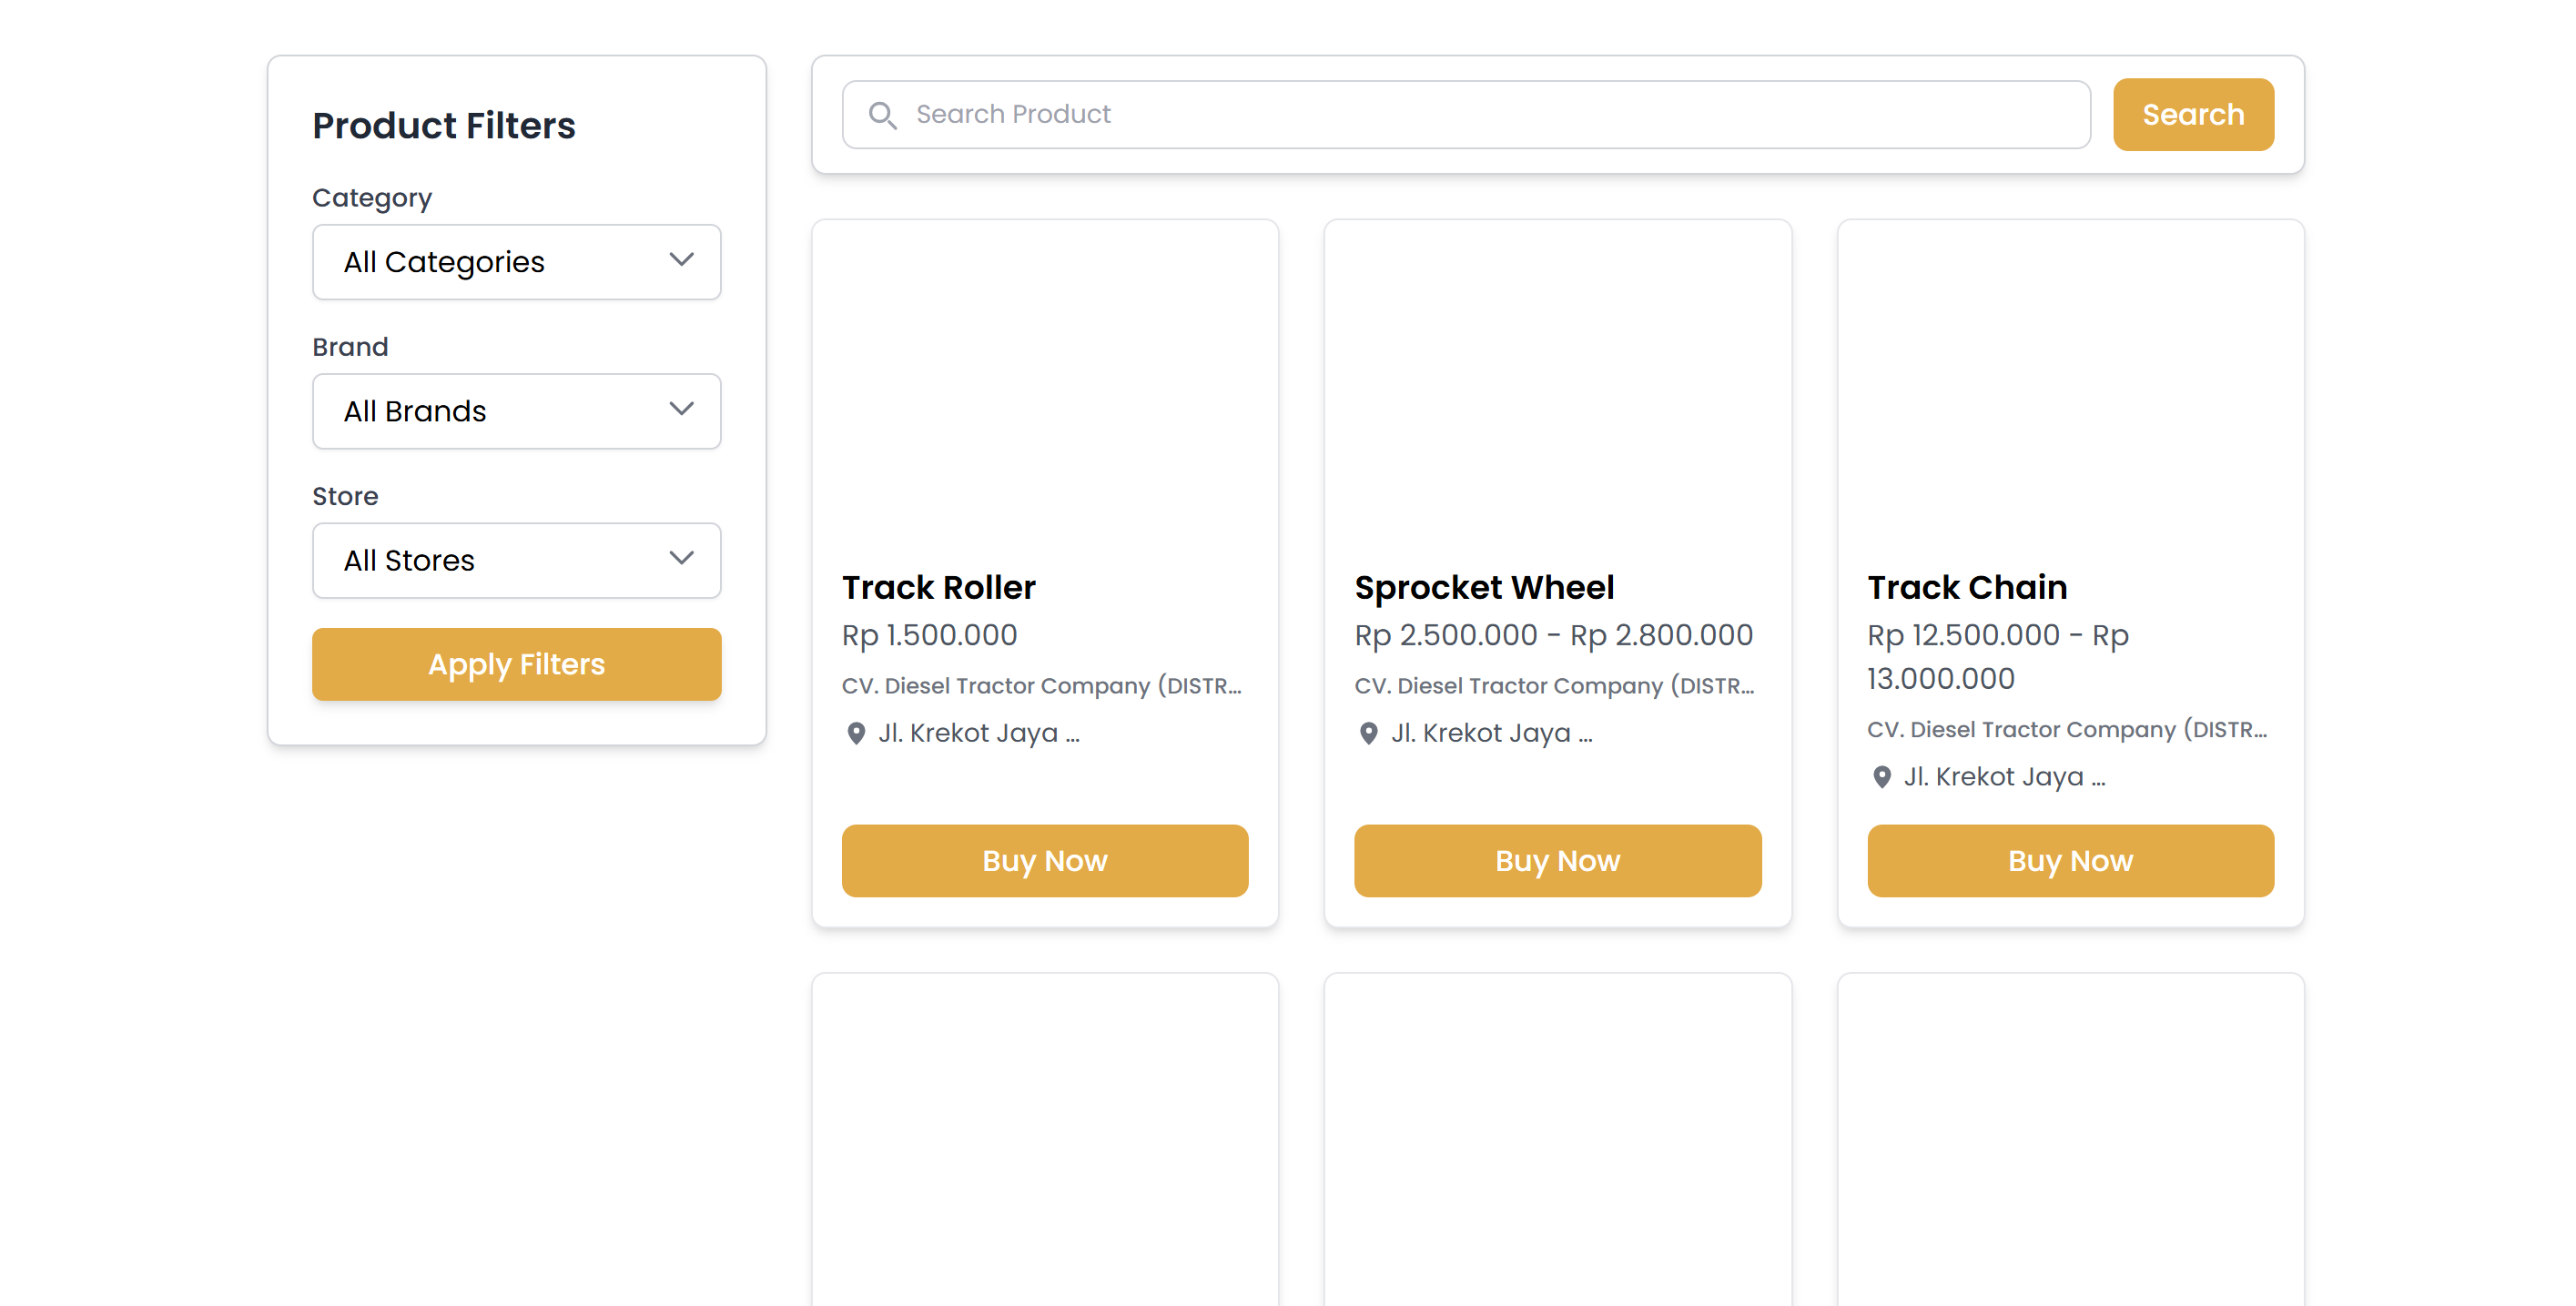 Product Filters
Category
All Categories
Brand
All Brands
Store
All Stores
Apply Filters
Search Product
Search
Track Roller
Rp 1.500.000
CV. Diesel Tractor Company (DISTR...
Jl. Krekot Jaya ...
Buy Now
Sprocket Wheel
Rp 2.500.000 - Rp 2.800.000
CV. Diesel Tractor Company (DISTR...
Jl. Krekot Jaya ...
Buy Now
Track Chain
Rp 12.500.000 - Rp
13.000.000
CV. Diesel Tractor Company (DISTR...
Jl. Krekot Jaya ...
Buy Now